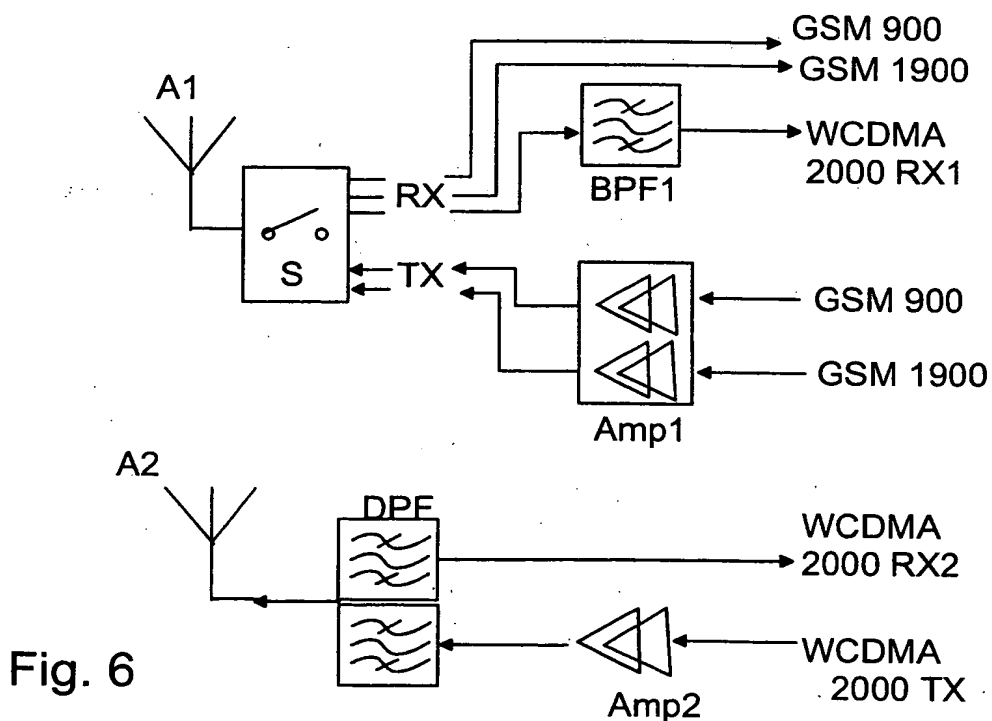 GSM 900
GSM 1900
A1
WCDMA
2000 RX1
RX
BPF1
S
TX
GSM 900
GSM 1900
Amp1
A2
DPF
WCDMA
2000 RX2
WCDMA
2000 TX
Amp2
Fig. 6